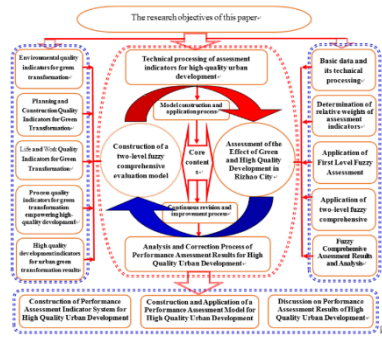 The research objectives of this paper
Environmental quality
indicators for green
transformation
Planning and
Construction Quality
Indicators for Green
Transformation
Life and Work Quality
Indicators for Green
Transformation
Process quality
indicators for green
transformation
empowering high-
quality development
High quality
development indicators
for urban green
transformation results
Technical processing of assessment
indicators for high-quality urban
development
Model construction and
application process
Construction of a
two-level fuzzy
comprehensive
evaluation model
Core
content
Assessment of the
Effect of Green
and High Quality
Development in
Rizhao City
Continuous revision and
improvement process
Analysis and Correction Process of
Performance Assessment Results for High
Quality Urban Development
Basic data and
its technical
processing
Determination of
relative weights of
assessment
indicators
Application of
First Level Fuzzy
Assessment
Application of
two-level fuzzy
comprehensive
Fuzzy
Comprehensive
Assessment Results
and Analysis
Construction of Performance
Assessment Indicator System for
High Quality Urban Development
Construction and Application of a
Performance Assessment Model for
High Quality Urban Development
Discussion on Performance
Assessment Results of High
Quality Urban Development